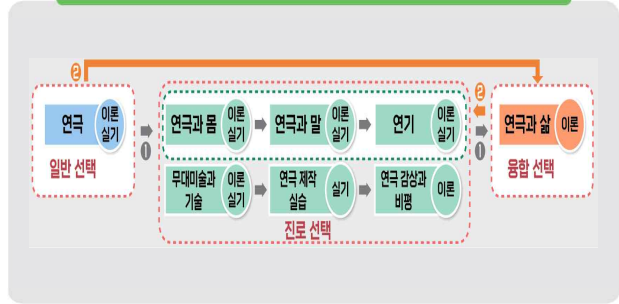 ❷
❷
연극
이론
실기
일반 선택
❶
연극과 몸
이론
실기
연극과 말
이론
실기
연기
이론
실기
무대미술과
기술
이론
실기
연극 제작
실습
실기
연극 감상과
비평
이론
진로 선택
❶
연극과 삶
이론
융합 선택